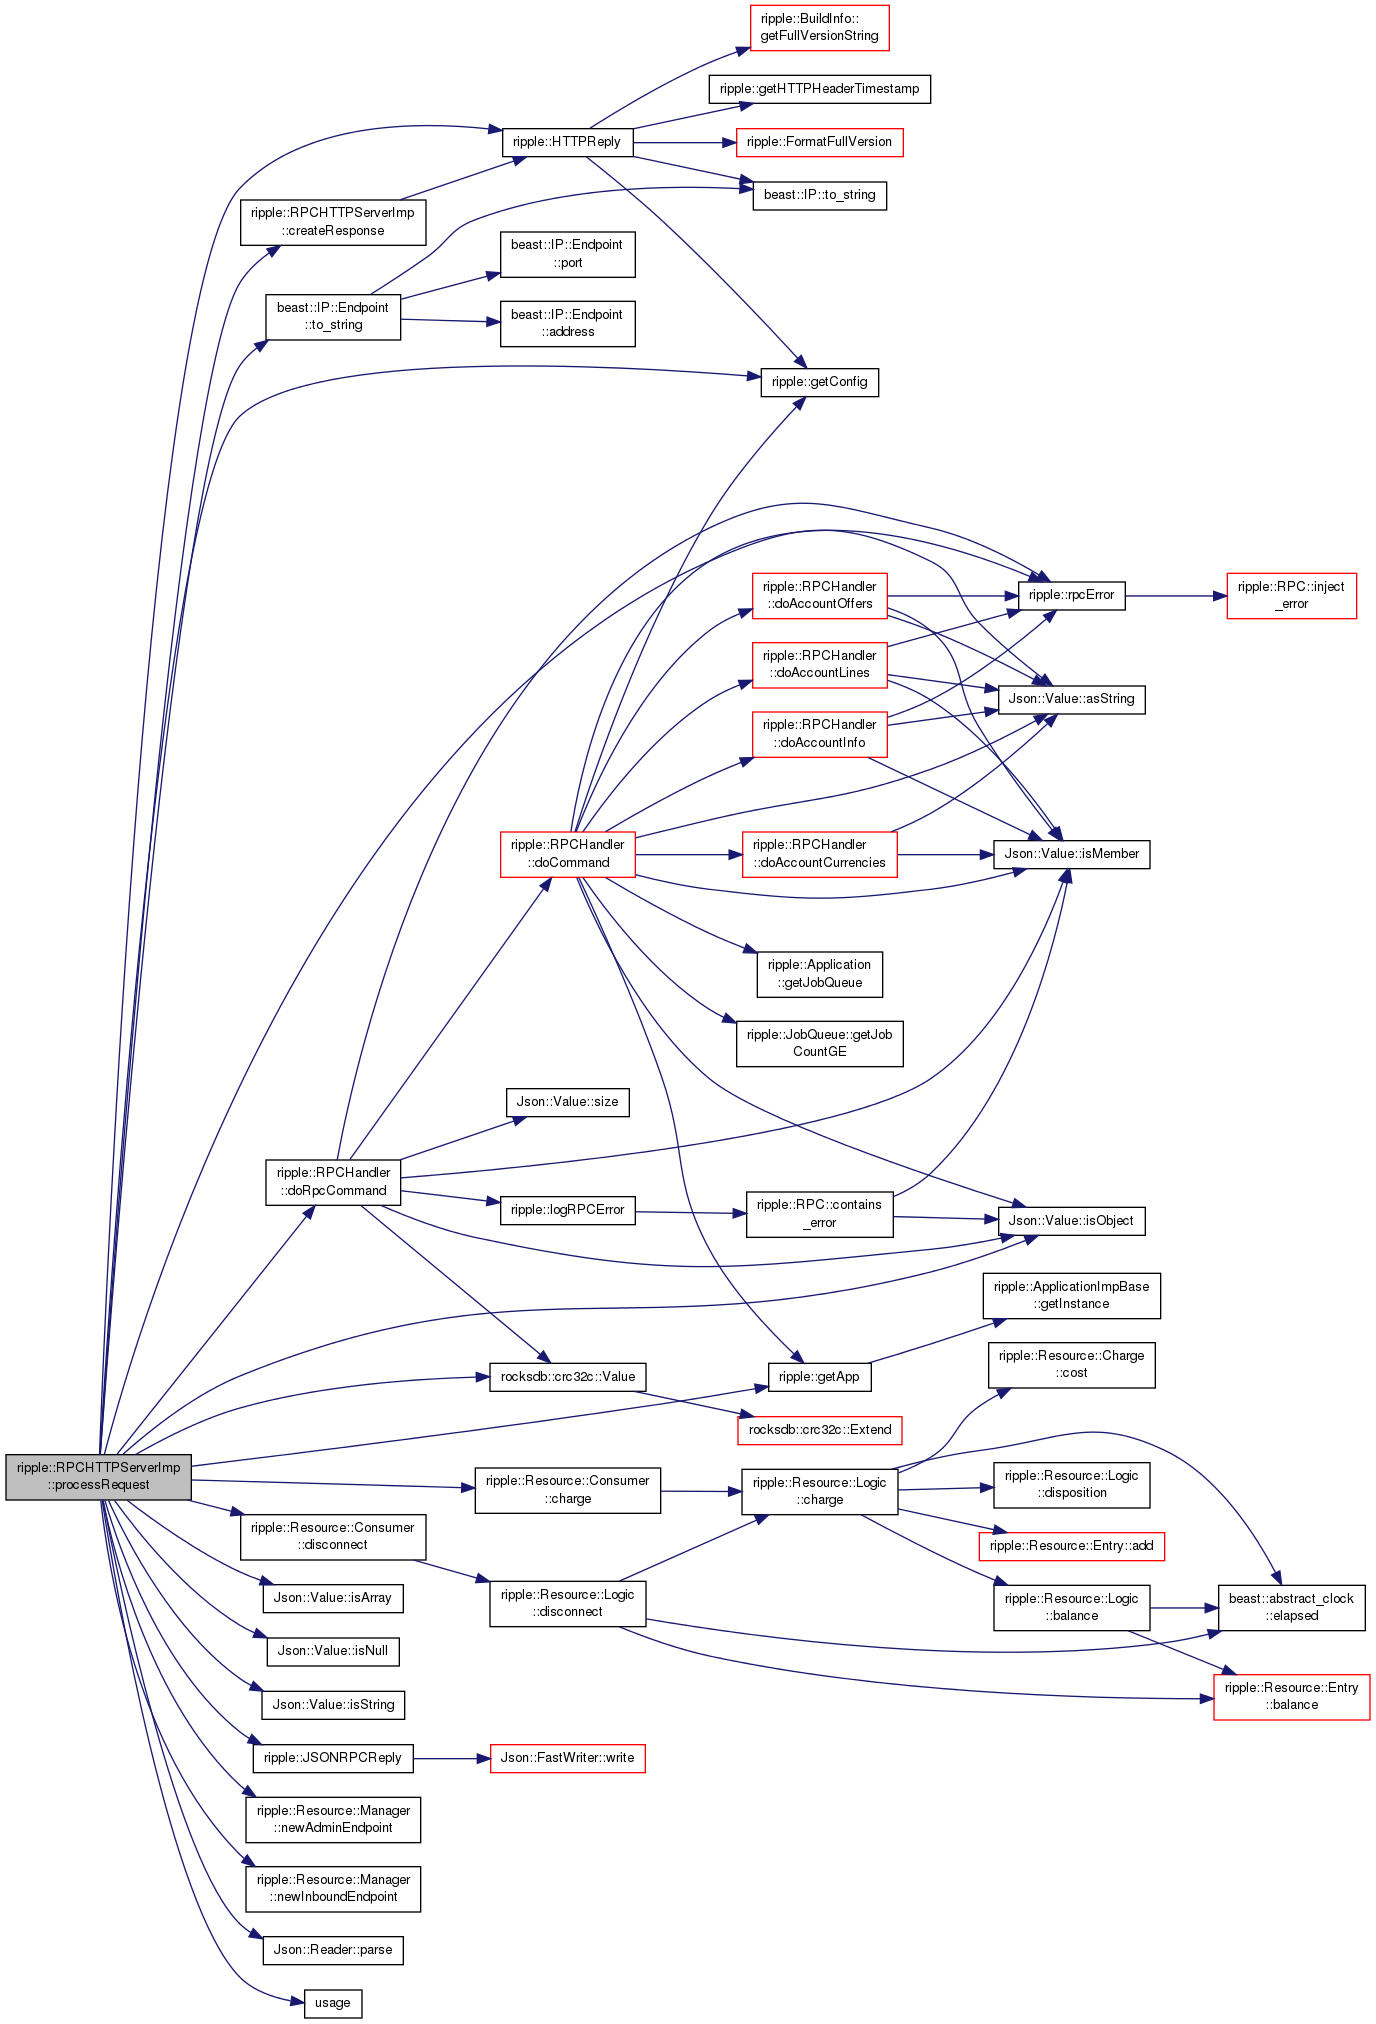 ripple::BuildInfo::
getFullVersionString
ripple::getHTTPHeaderTimestamp
ripple::HTTPReply
ripple::FormatFullVersion
beast::IP::to_string
ripple::RPCHTTPServerImp
::createResponse
beast::IP::Endpoint
::port
beast::IP::Endpoint
::to_string
beast::IP::Endpoint
::address
ripple::getConfig
ripple::RPCHandler
::doAccountOffers
ripple::rpcError
ripple::RPC::inject
_error
ripple::RPCHandler
::doAccountLines
Json::Value::asString
ripple::RPCHandler
::doAccountInfo
ripple::RPCHandler
::doCommand
ripple::RPCHandler
::doAccountCurrencies
Json::Value::isMember
ripple::Application
::getJobQueue
ripple::JobQueue::getJob
CountGE
Json::Value::size
ripple::RPCHandler
::doRpcCommand
ripple::logRPCError
ripple::RPC::contains
_error
Json::Value::isObject
ripple::ApplicationImpBase
::getInstance
rocksdb::crc32c::Value
ripple::getApp
ripple::Resource::Charge
::cost
rocksdb::crc32c::Extend
ripple::RPCHTTPServerImp
::processRequest
ripple::Resource::Consumer
::charge
ripple::Resource::Logic
::charge
ripple::Resource::Logic
::disposition
ripple::Resource::Consumer
::disconnect
ripple::Resource::Entry::add
Json::Value::isArray
ripple::Resource::Logic
::disconnect
ripple::Resource::Logic
::balance
beast::abstract_clock
::elapsed
Json::Value::isNull
Json::Value::isString
ripple::Resource::Entry
::balance
ripple::JSONRPCReply
Json::FastWriter::write
ripple::Resource::Manager
::newAdminEndpoint
ripple::Resource::Manager
::newInboundEndpoint
Json::Reader::parse
usage